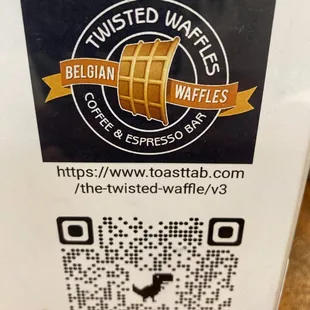 TWISTED WAFFLES
BELGIAN WAFFLES
COFFEE & ESPRESSO BAR
https://www.toasttab.com
/the-twisted-waffle/v3